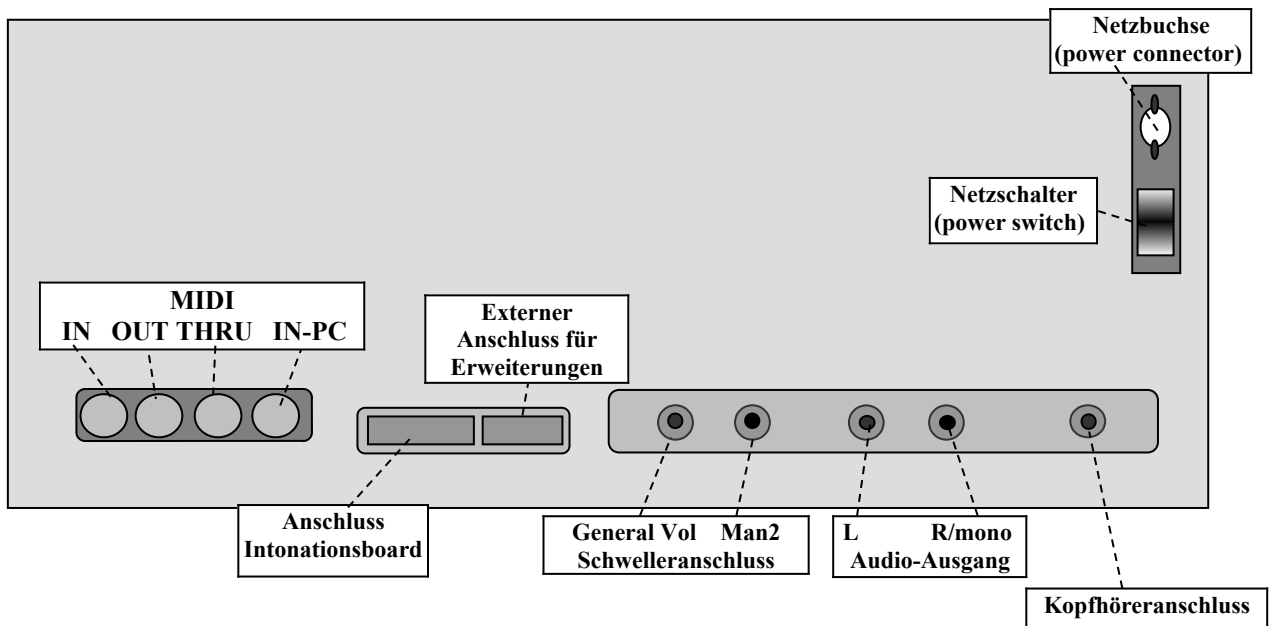 Netzbuchse
(power connector)
Netzschalter
(power switch)
MIDI
IN OUT THRU IN-PC
Externer
Anschluss für
Erweiterungen
Anschluss
Intonationsboard
General Vol Man2
Schwelleranschluss
L R/mono
Audio-Ausgang
Kopfhöreranschluss